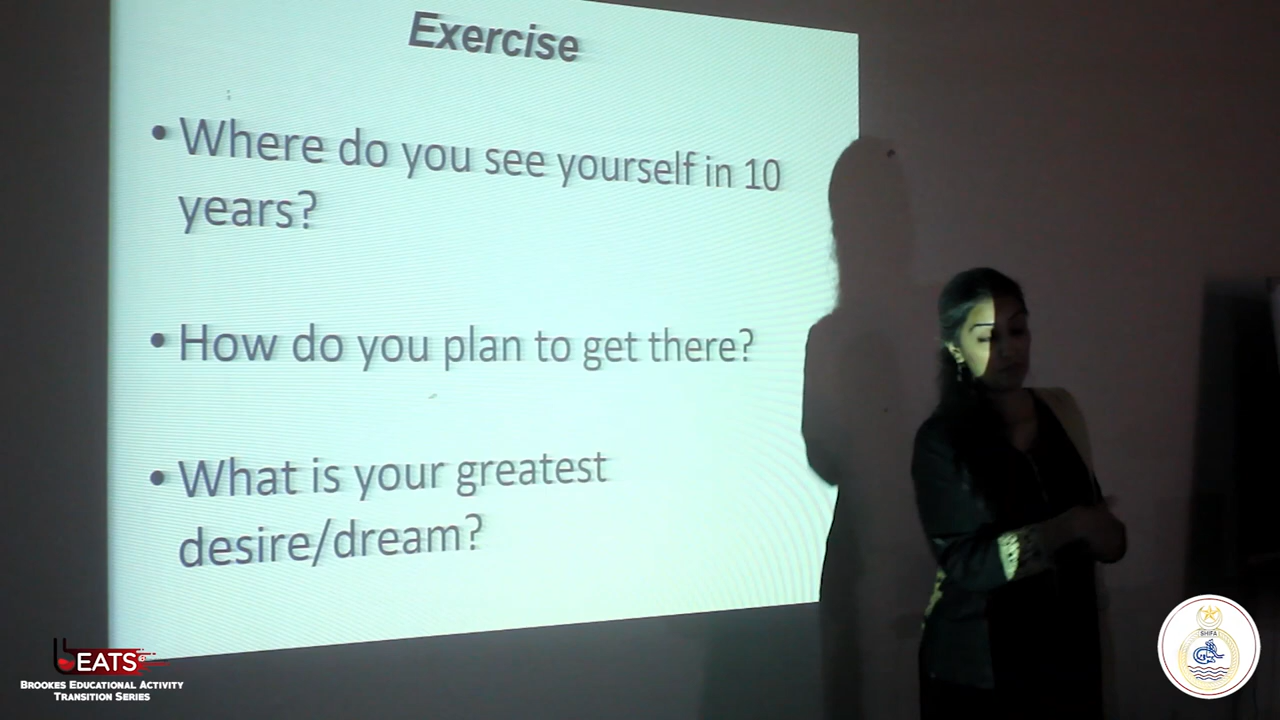 Exercise
• Where do you see yourself in 10
years?
• How do you plan to get there?
• What is your greatest
desire/dream?
bEATS
BROOKES EDUCATIONAL ACTIVITY
TRANSITION SERIES
SHIFA